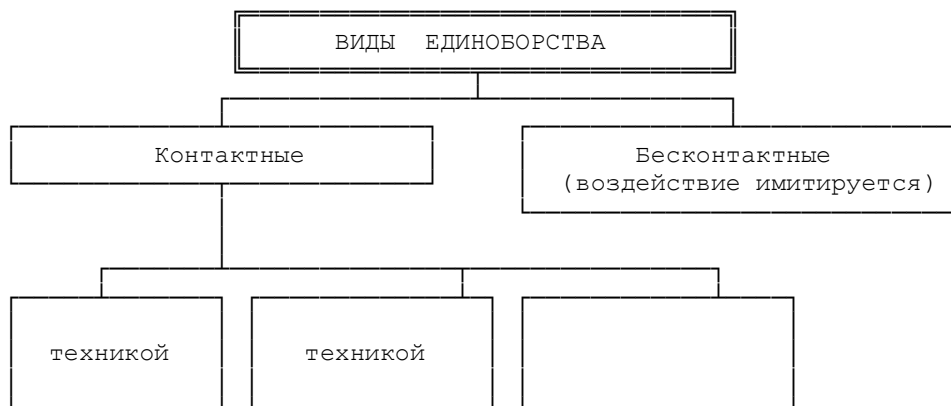 ВИДЫ ЕДИНОБОРСТВА
Контактные
Бесконтактные
(воздействие имитируется)
техникой
техникой